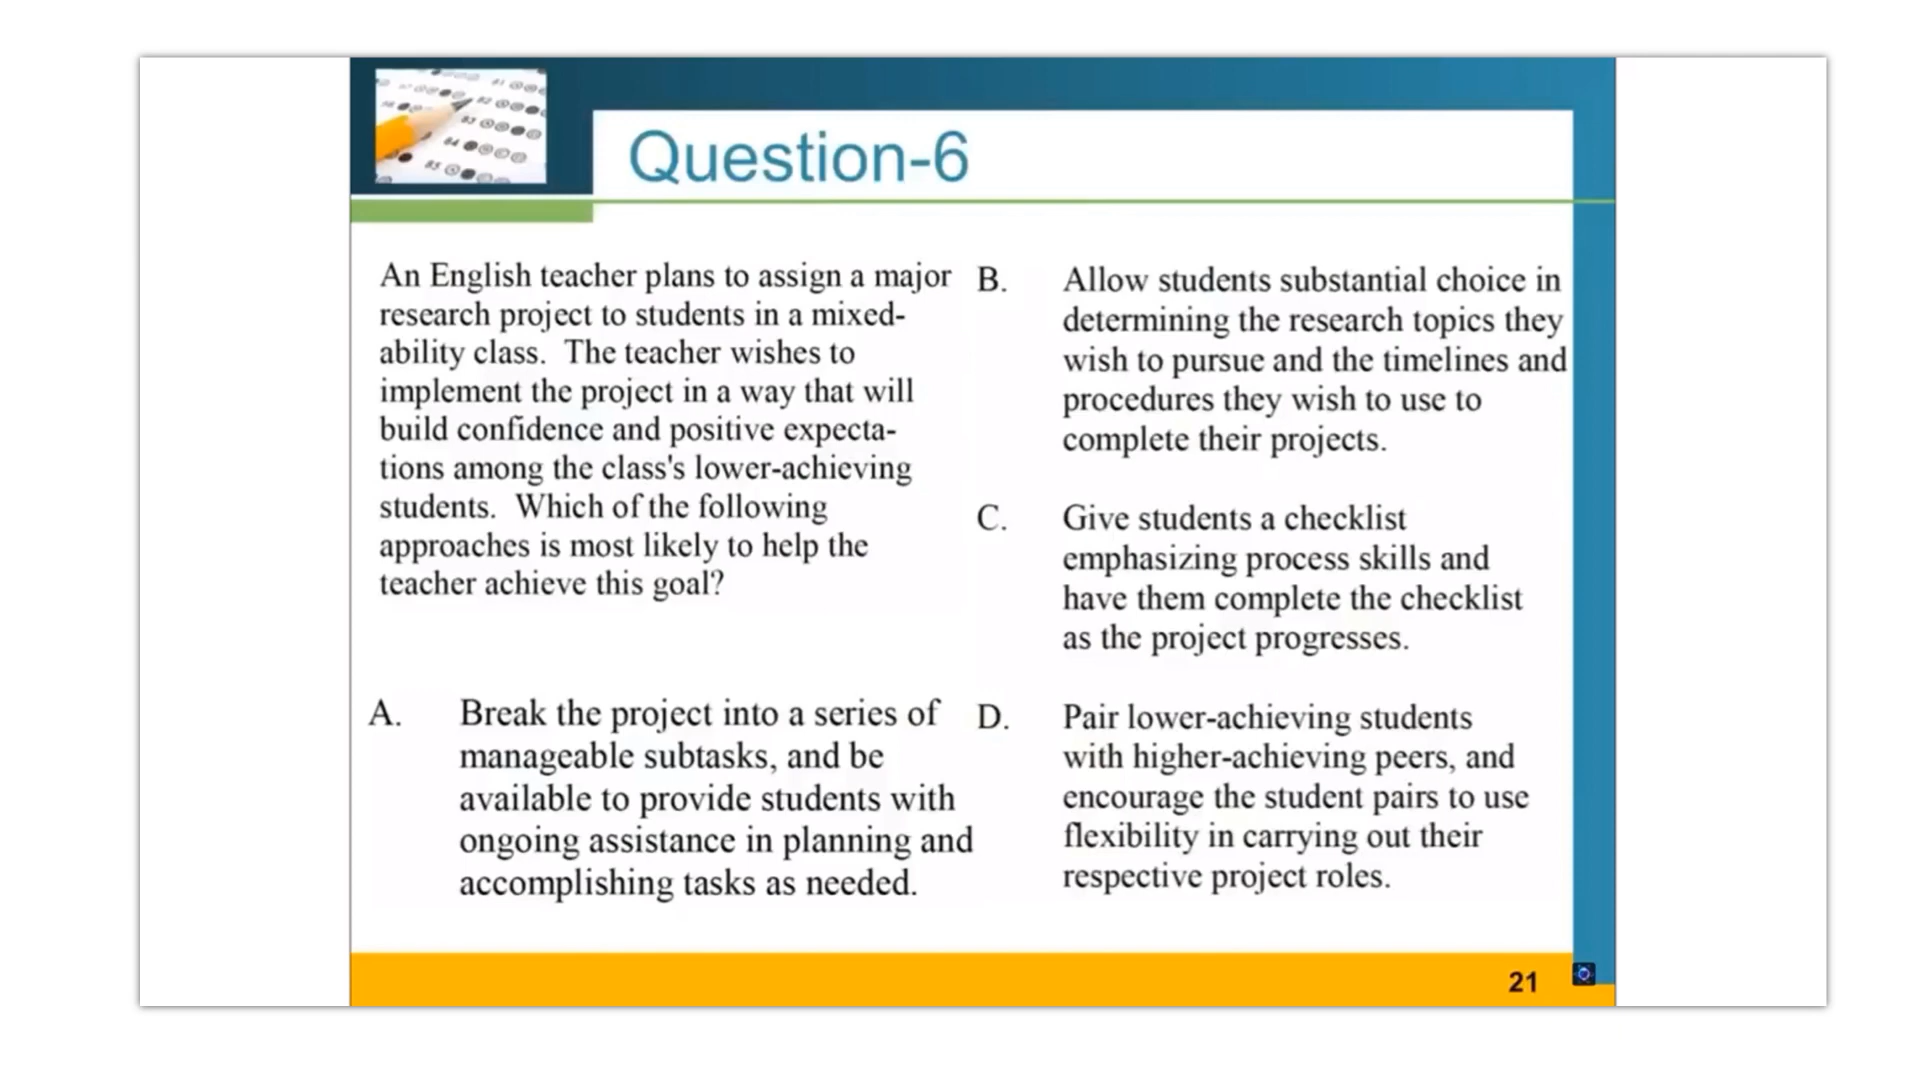 Question-6
An English teacher plans to assign a major
research project to students in a mixed-
ability class.  The teacher wishes to
implement the project in a way that will
build confidence and positive expecta-
tions among the class's lower-achieving
students.  Which of the following
approaches is most likely to help the
teacher achieve this goal?
A. Break the project into a series of
manageable subtasks, and be
available to provide students with
ongoing assistance in planning and
accomplishing tasks as needed.
B. Allow students substantial choice in
determining the research topics they
wish to pursue and the timelines and
procedures they wish to use to
complete their projects.
C. Give students a checklist
emphasizing process skills and
have them complete the checklist
as the project progresses.
D. Pair lower-achieving students
with higher-achieving peers, and
encourage the student pairs to use
flexibility in carrying out their
respective project roles.
21